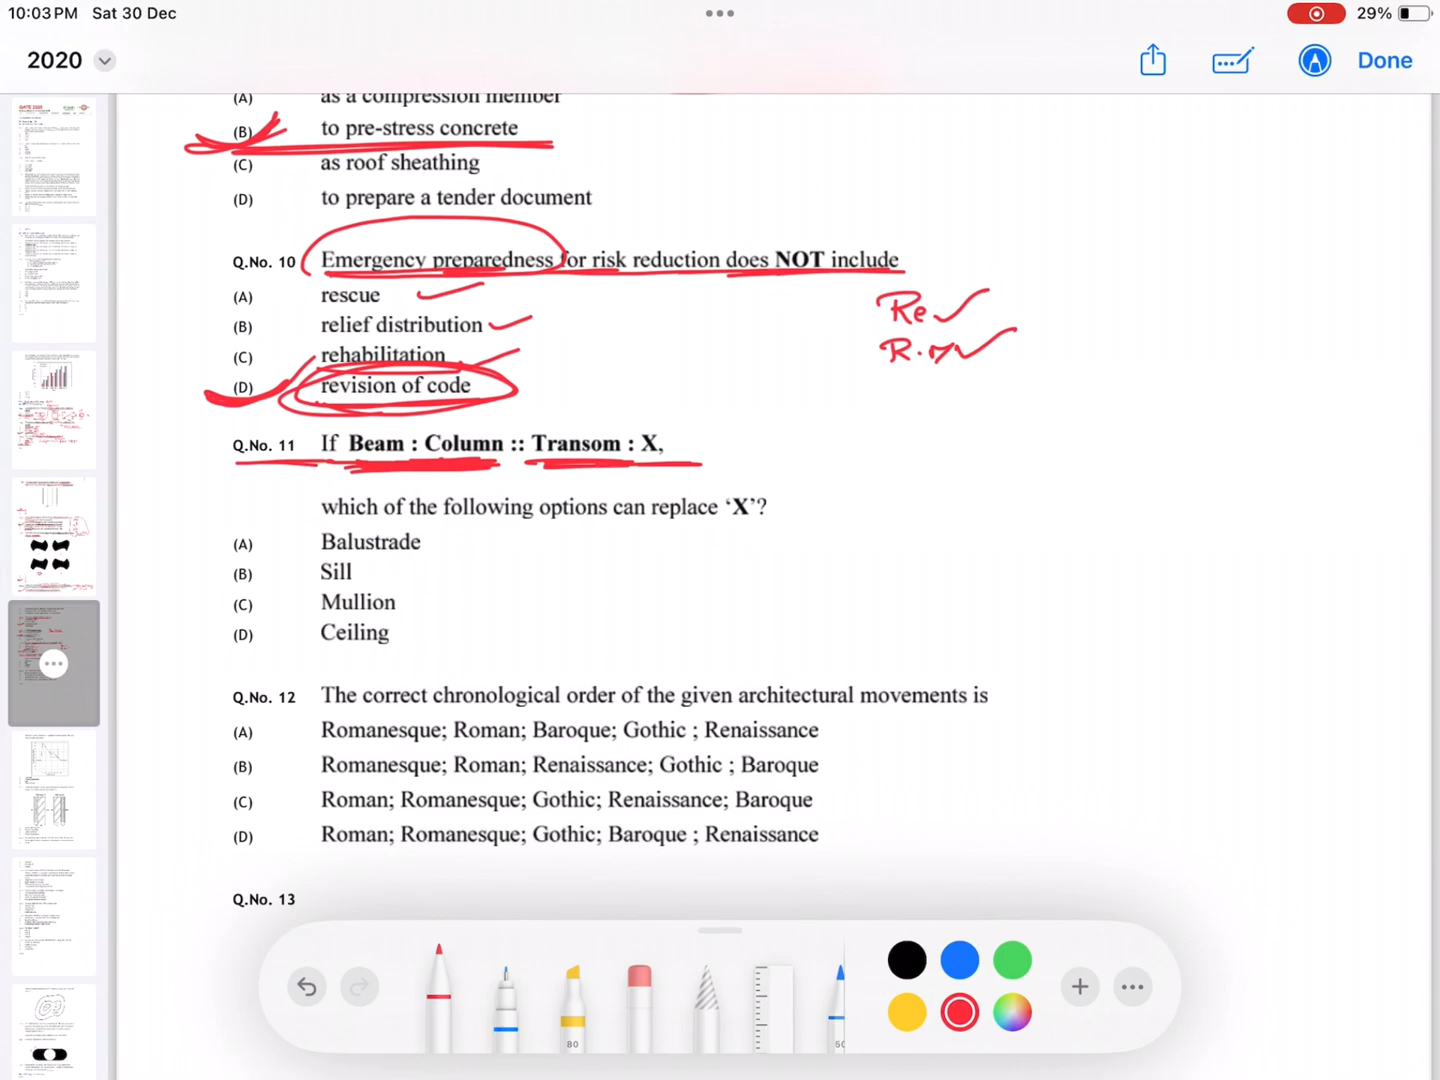 10:03 PM Sat 30 Dec
29%
2020
Done
(A) as a compression member
(B) to pre-stress concrete
(C) as roof sheathing
(D) to prepare a tender document
Q.No. 10 Emergency preparedness for risk reduction does NOT include
(A) rescue
(B) relief distribution
(C) rehabilitation
(D) revision of code
Re
Q.No. 11 If Beam : Column :: Transom : X,
which of the following options can replace ‘X’?
(A) Balustrade
(B) Sill
(C) Mullion
(D) Ceiling
Q.No. 12 The correct chronological order of the given architectural movements is
(A) Romanesque; Roman; Baroque; Gothic ; Renaissance
(B) Romanesque; Roman; Renaissance; Gothic ; Baroque
(C) Roman; Romanesque; Gothic; Renaissance; Baroque
(D) Roman; Romanesque; Gothic; Baroque ; Renaissance
Q.No. 13
80
50